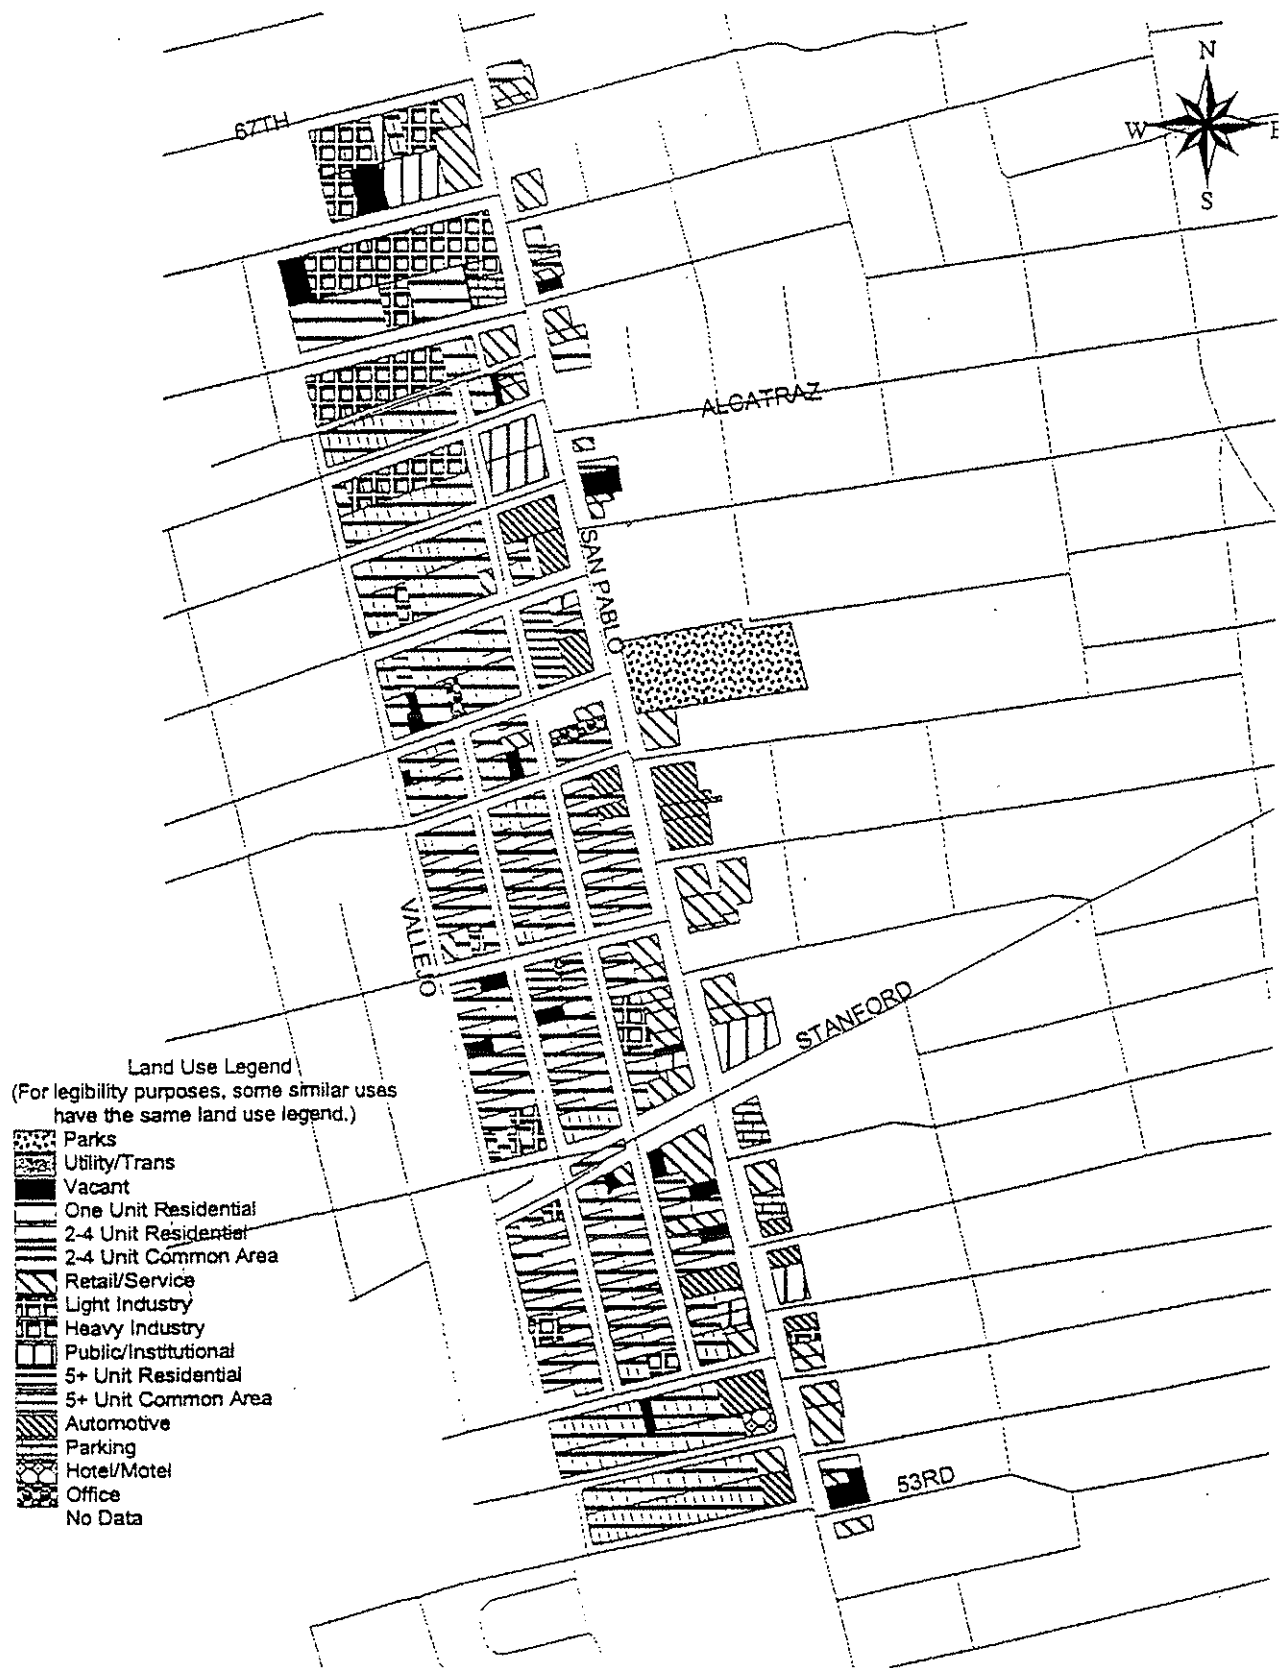 N
67TH
W
E
S
ALCATRAZ
SAN PABLO
VALLEJO
STANFORD
Land Use Legend
(For legibility purposes, some similar uses
have the same land use legend.)
Parks
Utility/Trans
Vacant
One Unit Residential
2-4 Unit Residential
2-4 Unit Common Area
Retail/Service
Light Industry
Heavy Industry
Public/Institutional
5+ Unit Residential
5+ Unit Common Area
Automotive
Parking
Hotel/Motel
Office
No Data
53RD